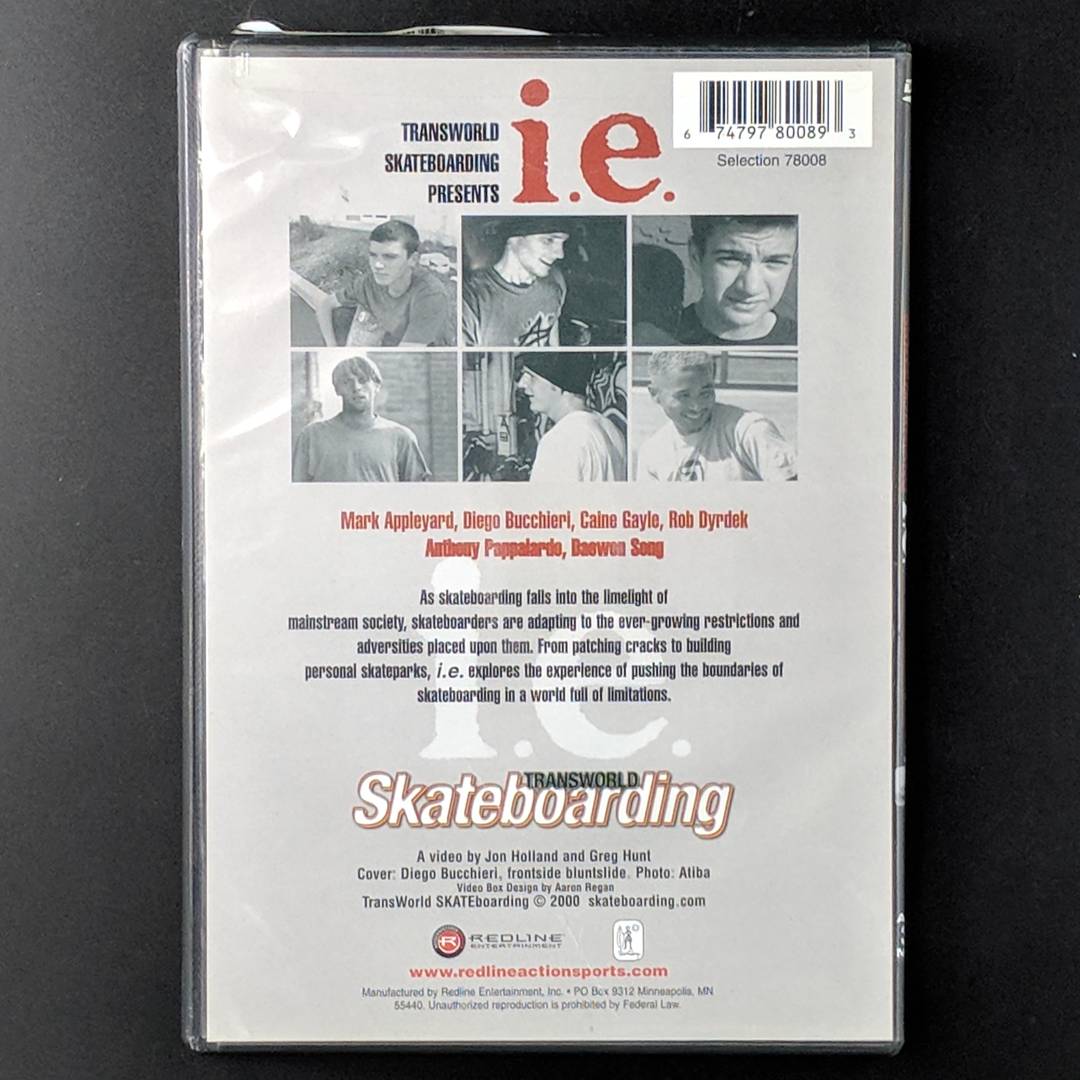 TRANSWORLD
SKATEBOARDING
PRESENTS
i.e.
6 74797 80089 3
Selection 78008
Mark Appleyard, Diego Bucchieri, Caine Gayle, Rob Dyrdek
Anthony Pappalardo, Daewon Song
As skateboarding falls into the limelight of
mainstream society, skateboarders are adapting to the ever-growing restrictions and
adversities placed upon them. From patching cracks to building
personal skateparks, i.e. explores the experience of pushing the boundaries of
skateboarding in a world full of limitations.
i.e.
TRANSWORLD
Skateboarding
A video by Jon Holland and Greg Hunt
Cover: Diego Bucchieri, frontside bluntslide. Photo: Atiba
Video Box Design by Aaron Regan
TransWorld SKATEboarding © 2000 skateboarding.com
R REDLINE
ENTERTAINMENT
www.redlineactionsports.com
Manufactured by Redline Entertainment, Inc. • PO Box 9312 Minneapolis, MN
55440. Unauthorized reproduction is prohibited by Federal Law.